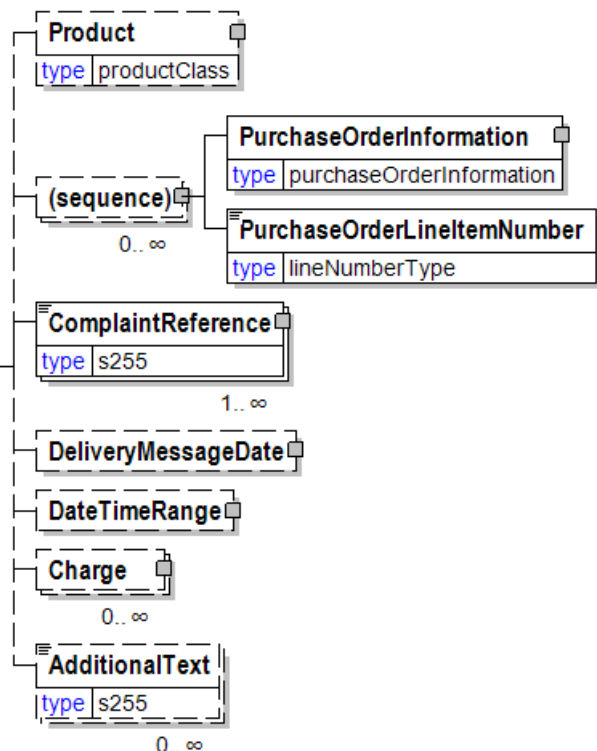 Product
type productClass
PurchaseOrderInformation
type purchaseOrderInformation
(sequence)
0.. ∞
PurchaseOrderLineItemNumber
type lineNumberType
ComplaintReference
type s255
1.. ∞
DeliveryMessageDate
DateTimeRange
Charge
0.. ∞
AdditionalText
type s255
0.. ∞